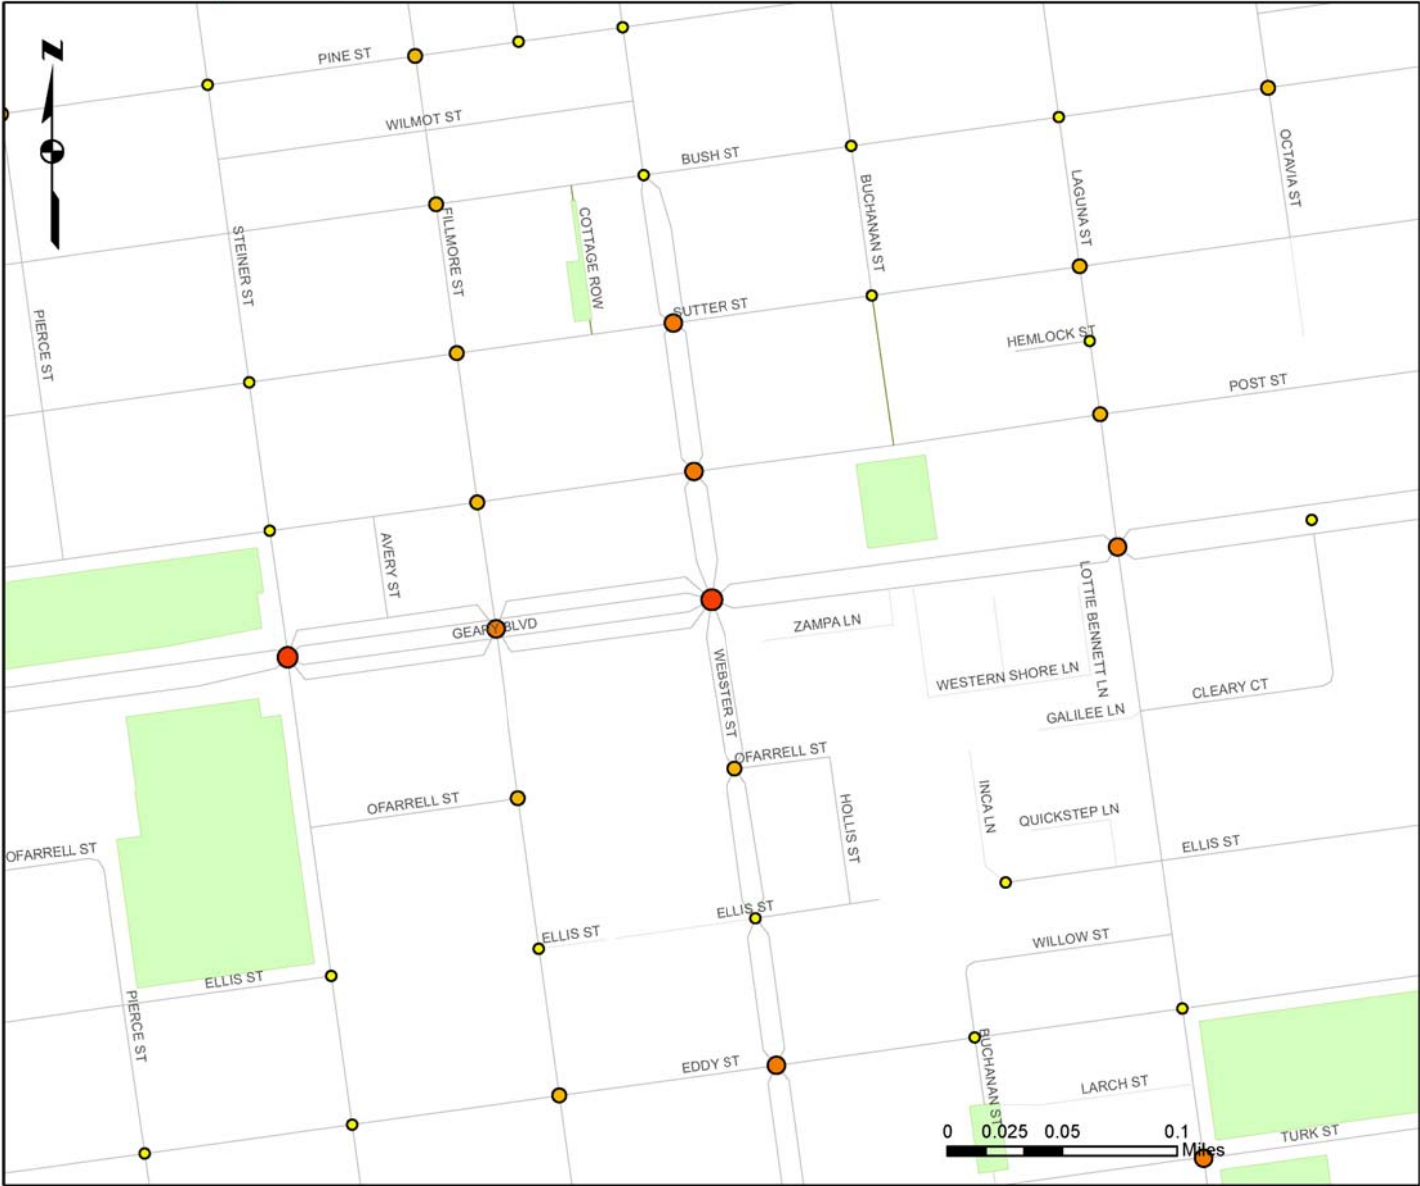 N
PINE ST
WILMOT ST
BUSH ST
OCTAVIA ST
LAGUNA ST
BUCHANAN ST
COTTAGE ROW
FILLMORE ST
STEINER ST
SUTTER ST
PIERCE ST
HEMLOCK ST
POST ST
AVERY ST
GEARY BLVD
LOTTIE BENNETT LN
ZAMPA LN
WEBSTER ST
WESTERN SHORE LN
CLEARY CT
GALILEE LN
OFARRELL ST
INCA LN
OFARRELL ST
HOLLIS ST
QUICKSTEP LN
ELLIS ST
OFARRELL ST
ELLIS ST
ELLIS ST
WILLOW ST
ELLIS ST
PIERCE ST
EDDY ST
BUCHANAN ST
LARCH ST
0 0.025 0.05 0.1
Miles
TURK ST